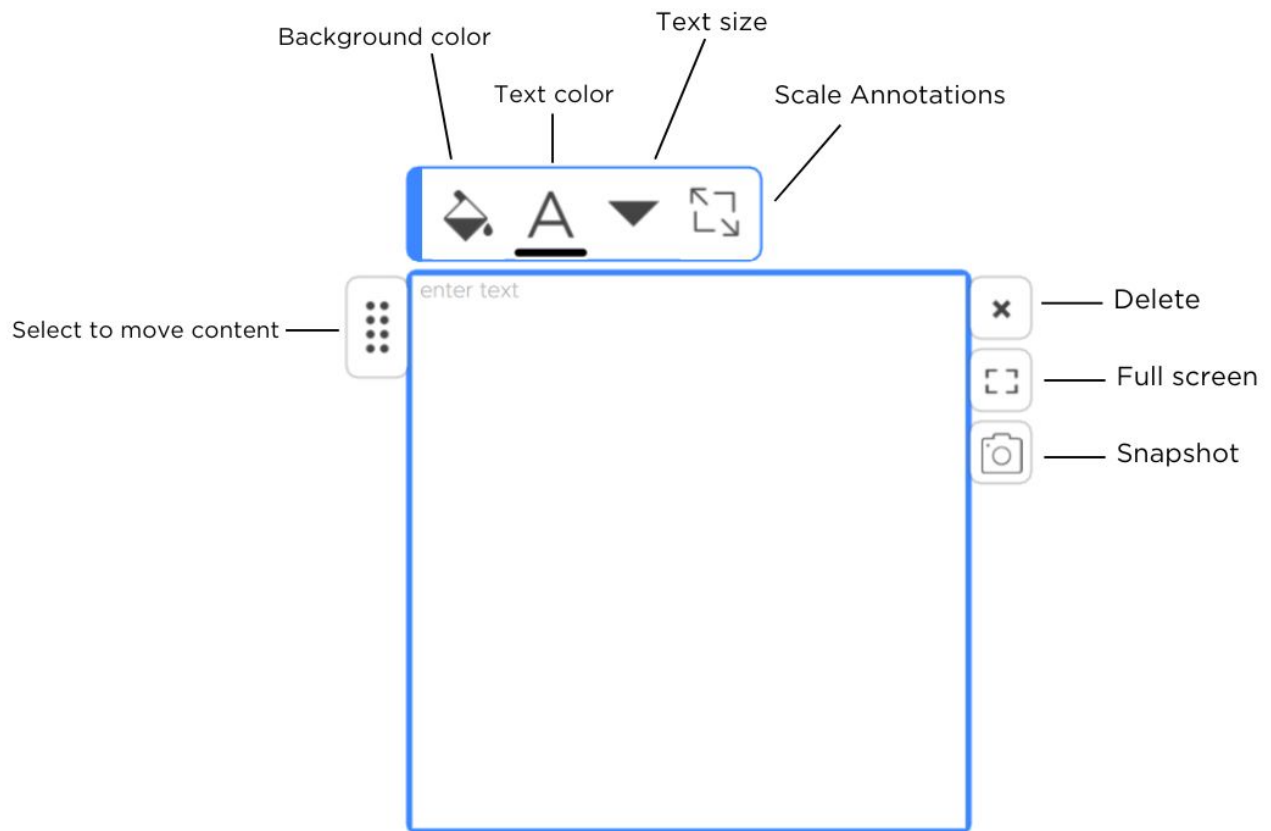 Text size
Background color
Text color
Scale Annotations
A
enter text
Select to move content
Delete
Full screen
Snapshot